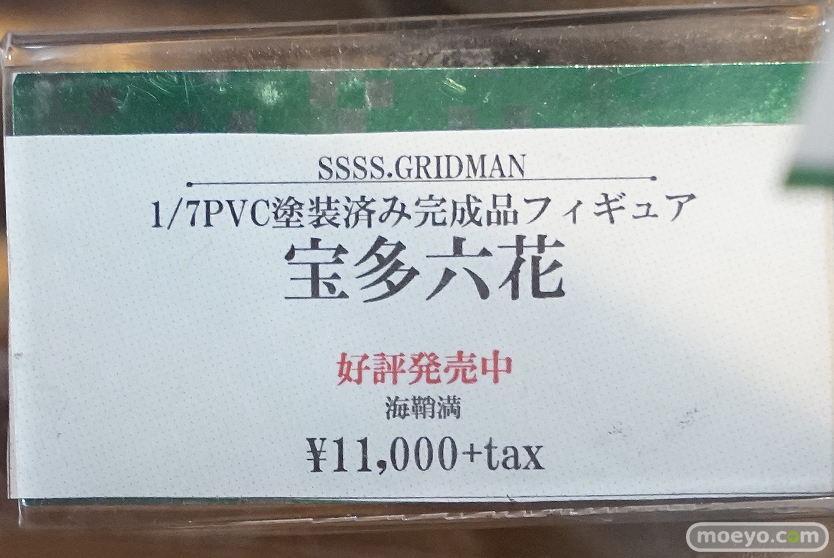 SSSS.GRIDMAN
1/7PVC塗装済み完成品フィギュア
宝多六花
好評発売中
海鞘満
¥11,000+tax
moeyo.com